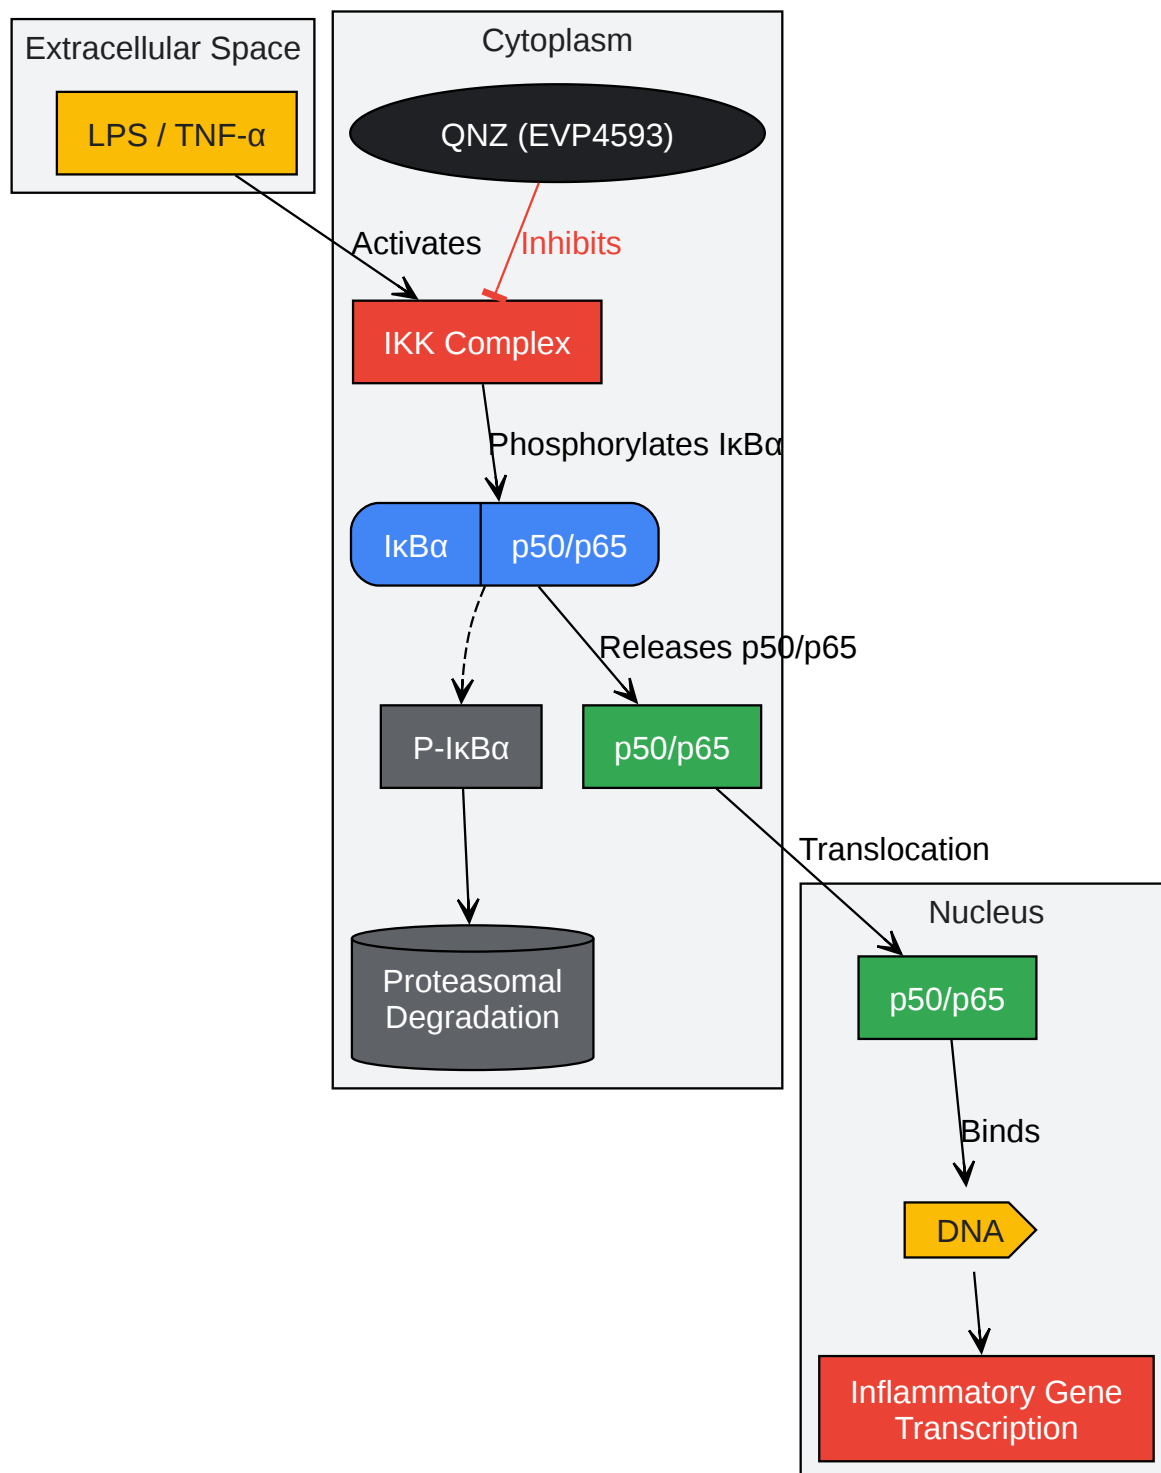 Extracellular Space
LPS / TNF-α
Cytoplasm
QNZ (EVP4593)
Activates
Inhibits
IKK Complex
Phosphorylates IκBα
IκBα
p50/p65
Releases p50/p65
P-IκBα
p50/p65
Translocation
Proteasomal
Degradation
Nucleus
p50/p65
Binds
DNA
Inflammatory Gene
Transcription